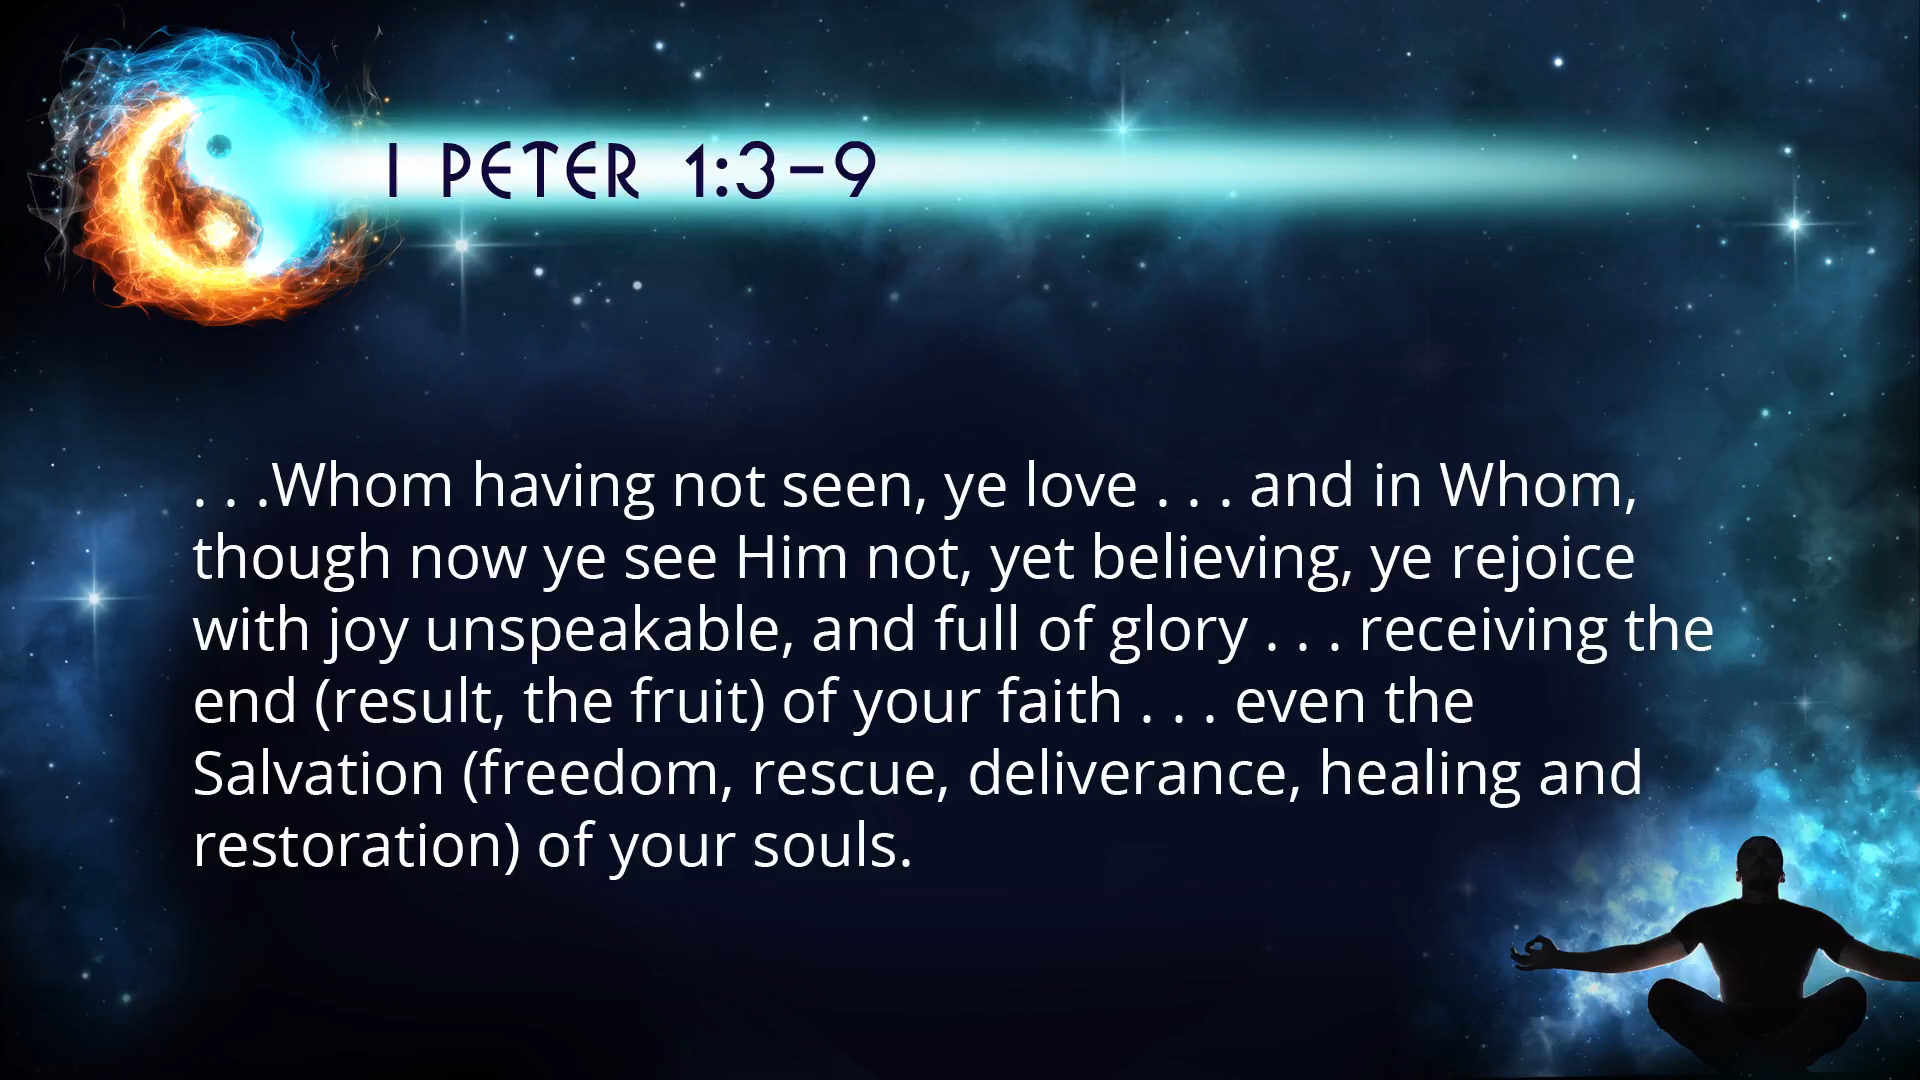 I PETER 1:3–9
. . .Whom having not seen, ye love . . . and in Whom,
though now ye see Him not, yet believing, ye rejoice
with joy unspeakable, and full of glory . . . receiving the
end (result, the fruit) of your faith . . . even the
Salvation (freedom, rescue, deliverance, healing and
restoration) of your souls.